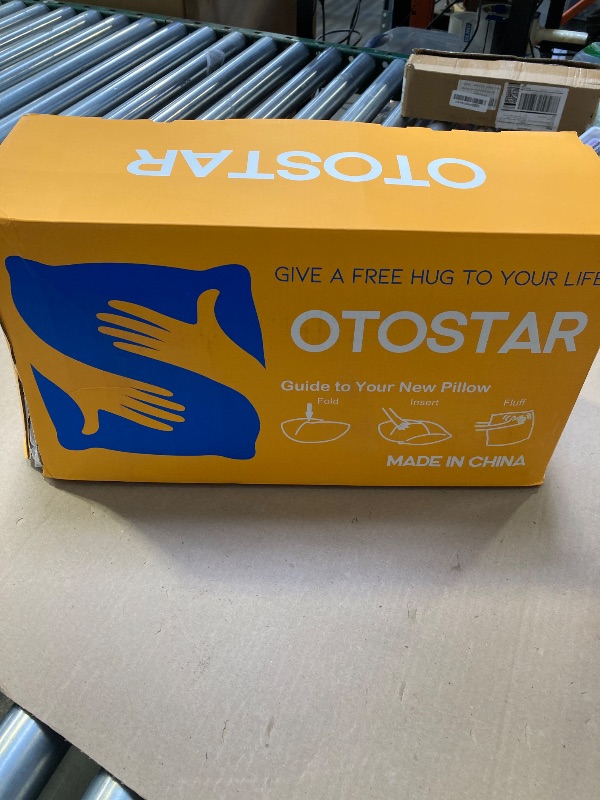 OTOSTAR
GIVE A FREE HUG TO YOUR LIFE
OTOSTAR
Guide to Your New Pillow
Fold Insert Fluff
MADE IN CHINA